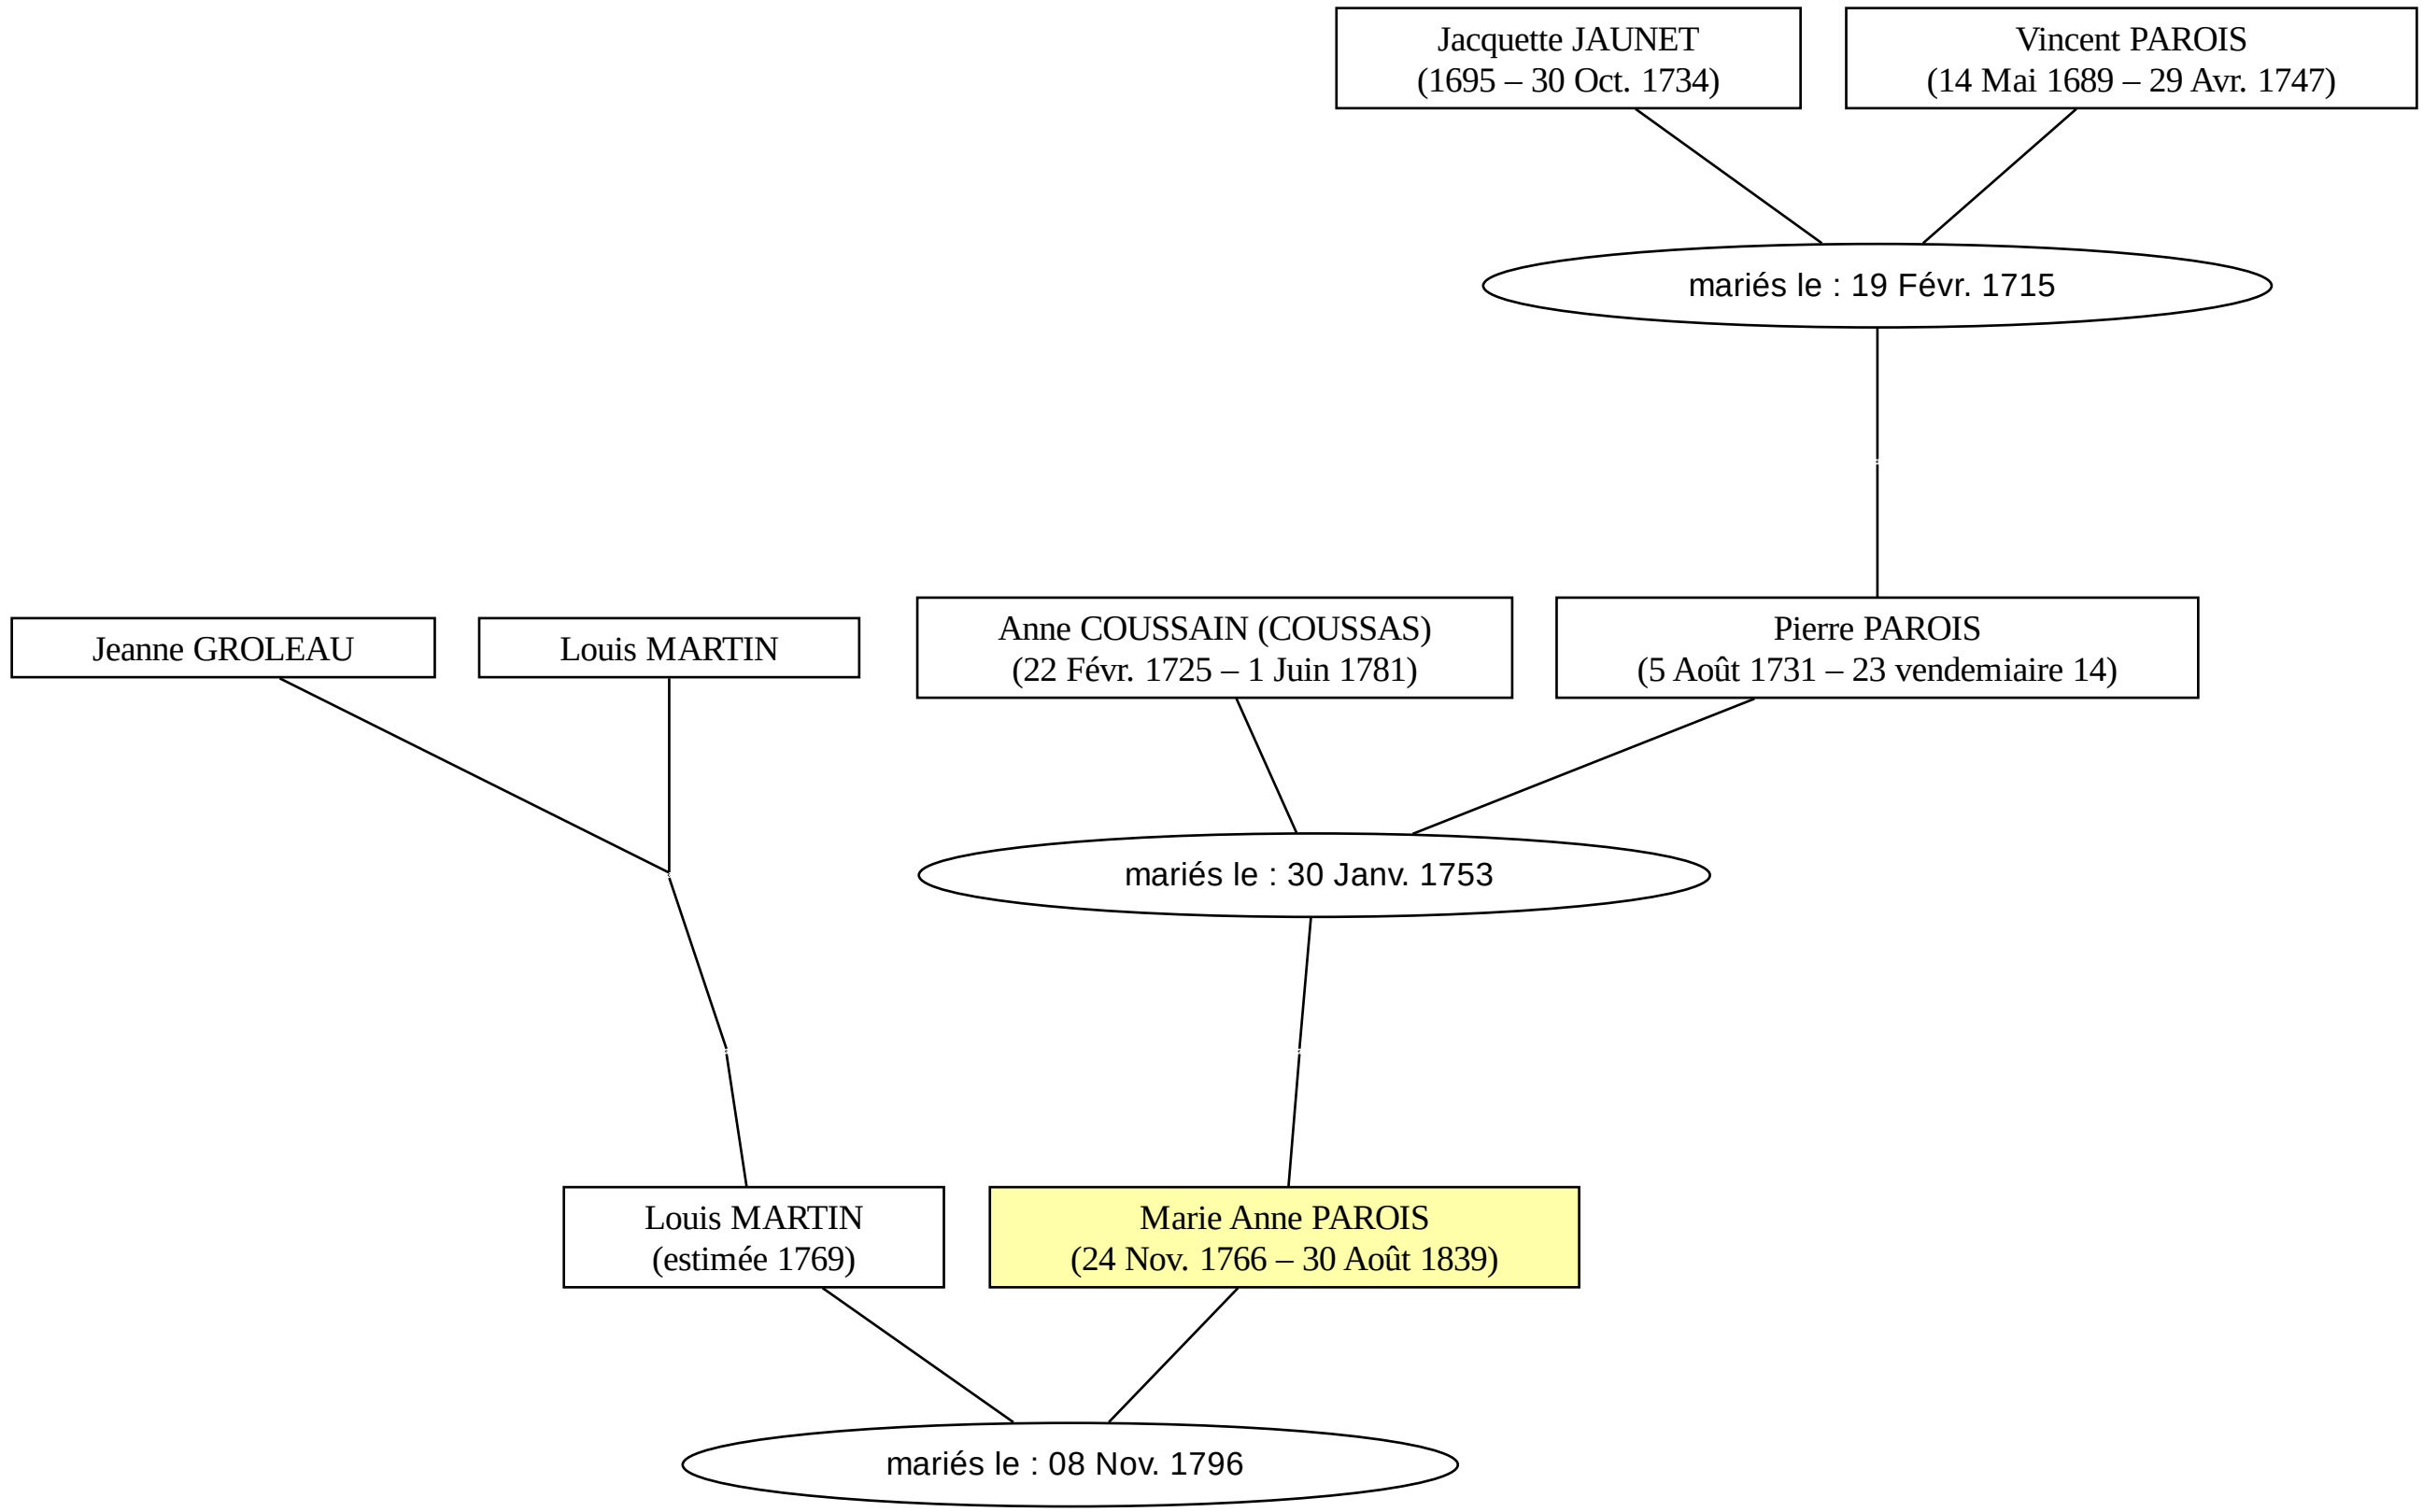 Jacquette JAUNET
(1695 – 30 Oct. 1734)
Vincent PAROIS
(14 Mai 1689 – 29 Avr. 1747)
mariés le : 19 Févr. 1715
Jeanne GROLEAU
Louis MARTIN
Anne COUSSAIN (COUSSAS)
(22 Févr. 1725 – 1 Juin 1781)
Pierre PAROIS
(5 Août 1731 – 23 vendemiaire 14)
mariés le : 30 Janv. 1753
Louis MARTIN
(estimée 1769)
Marie Anne PAROIS
(24 Nov. 1766 – 30 Août 1839)
mariés le : 08 Nov. 1796